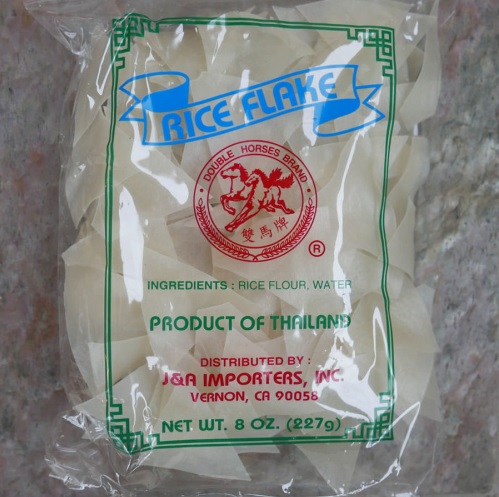 RICE FLAKE
DOUBLE HORSES BRAND
雙馬牌
®
INGREDIENTS : RICE FLOUR, WATER
PRODUCT OF THAILAND
DISTRIBUTED BY :
J&A IMPORTERS, INC.
VERNON, CA 90058
NET WT. 8 OZ. (227g)